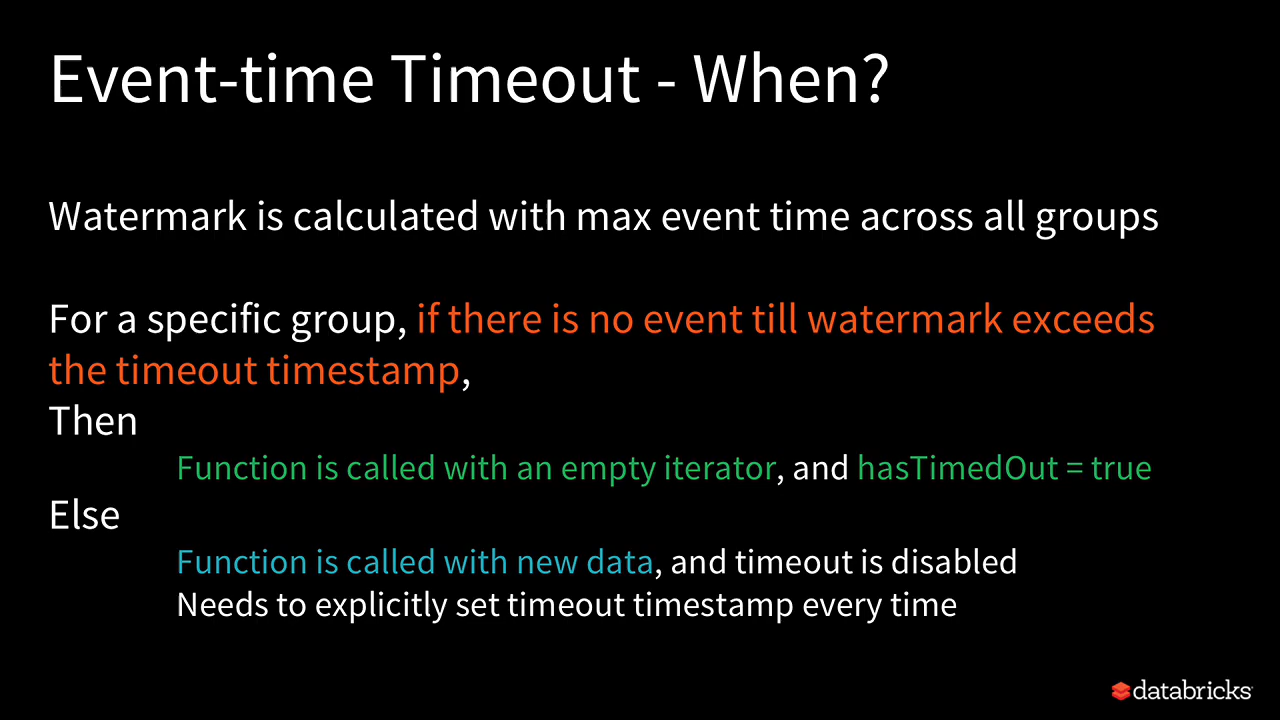 Event-time Timeout - When?
Watermark is calculated with max event time across all groups
For a specific group, if there is no event till watermark exceeds
the timeout timestamp,
Then
Function is called with an empty iterator, and hasTimedOut = true
Else
Function is called with new data, and timeout is disabled
Needs to explicitly set timeout timestamp every time
databricks